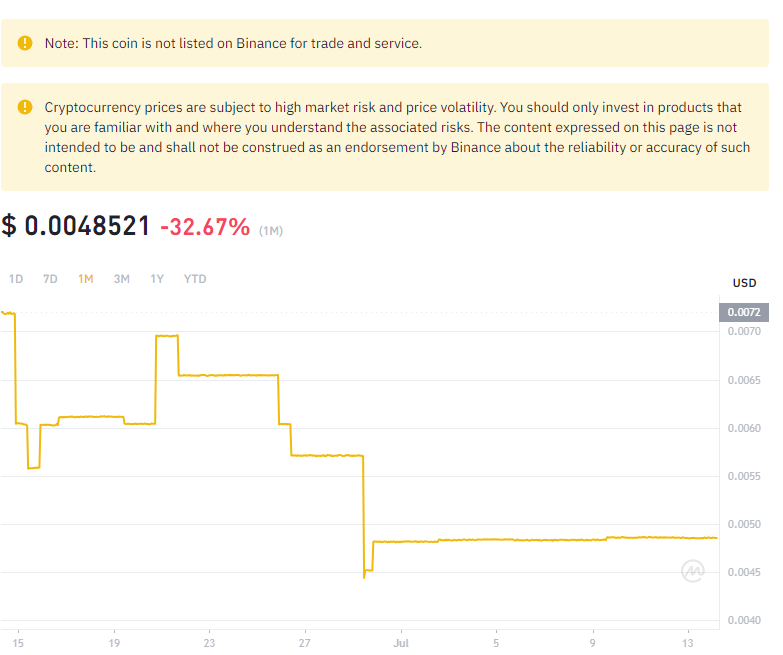 Note: This coin is not listed on Binance for trade and service.
Cryptocurrency prices are subject to high market risk and price volatility. You should only invest in products that
you are familiar with and where you understand the associated risks. The content expressed on this page is not
intended to be and shall not be construed as an endorsement by Binance about the reliability or accuracy of such
content.
$ 0.0048521 -32.67% (1M)
1D 7D 1M 3M 1Y YTD
USD
0.0072
0.0070
0.0065
0.0060
0.0055
0.0050
0.0045
0.0040
15 19 23 27 Jul 5 9 13